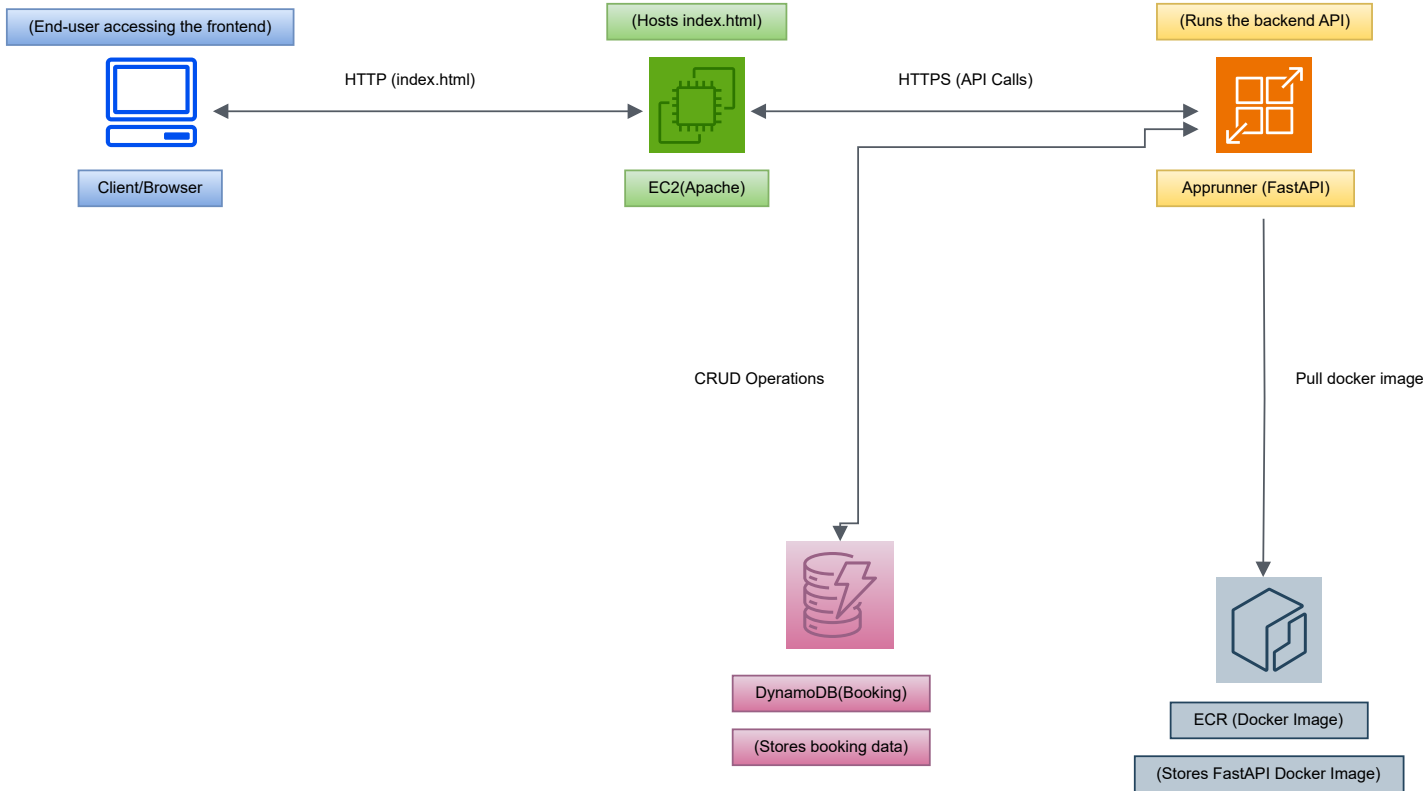 (End-user accessing the frontend)
(Hosts index.html)
(Runs the backend API)
HTTP (index.html)
HTTPS (API Calls)
Client/Browser
EC2(Apache)
Apprunner (FastAPI)
CRUD Operations
Pull docker image
DynamoDB(Booking)
(Stores booking data)
ECR (Docker Image)
(Stores FastAPI Docker Image)